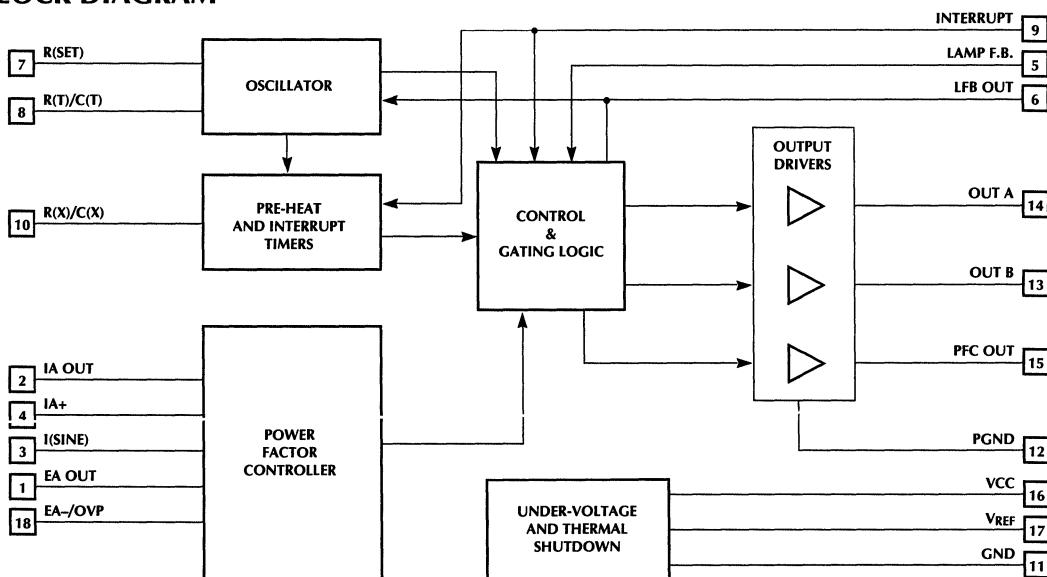 BLOCK DIAGRAM
7 R(SET)
8 R(T)/C(T)
10 R(X)/C(X)
2 IA OUT
4 IA+
3 I(SINE)
1 EA OUT
18 EA–/OVP
OSCILLATOR
PRE-HEAT
AND INTERRUPT
TIMERS
POWER
FACTOR
CONTROLLER
CONTROL
&
GATING LOGIC
UNDER-VOLTAGE
AND THERMAL
SHUTDOWN
OUTPUT
DRIVERS
INTERRUPT 9
LAMP F.B. 5
LFB OUT 6
OUT A 14
OUT B 13
PFC OUT 15
PGND 12
VCC 16
VREF 17
GND 11